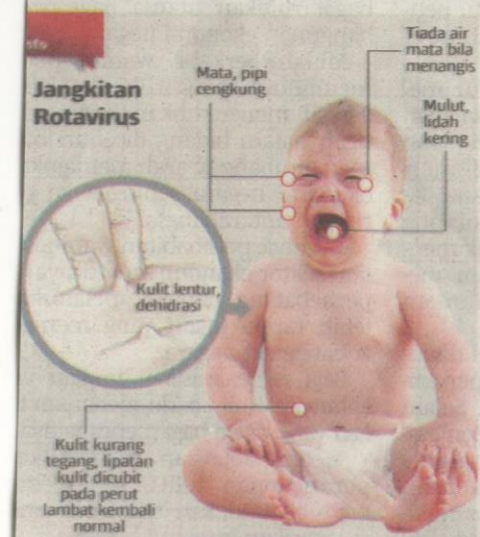 Info
Jangkitan
Rotavirus
Mata, pipi
cengkung
Tiada air
mata bila
menangis
Mulut,
lidah
kering
Kulit lentur,
dehidrasi
Kulit kurang
tegang, lipatan
kulit dicubit
pada perut
lambat kembali
normal